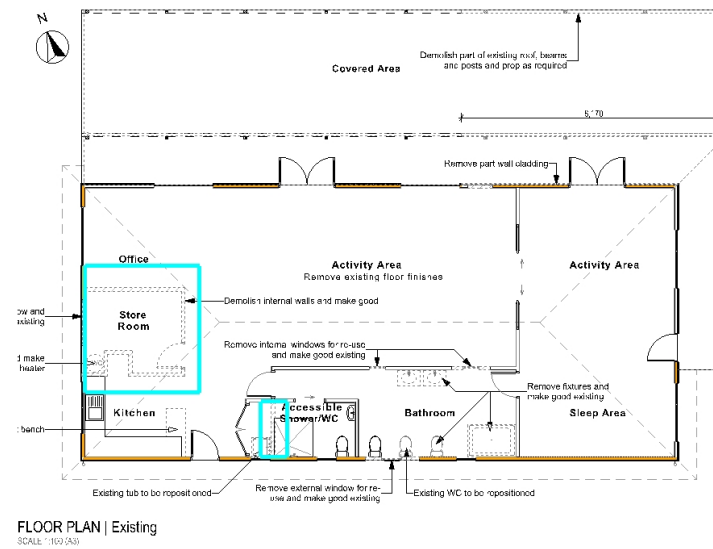 N
Demolish part of existing roof, beams
and posts and prop as required
Covered Area
Remove part wall cladding
Office
Activity Area
Remove existing floor finishes
Activity Area
Store
Room
Demolish internal walls and make good
ow and
existing
d make
heater
Remove internal windows for re-use
and make good existing
Remove fixtures and
make good existing
Kitchen
Accessible
Shower/WC
Bathroom
Sleep Area
bench
Existing tub to be repositioned
Remove external window for re-
use and make good existing
Existing WC to be repositioned
FLOOR PLAN | Existing
SCALE 1:100 (A3)